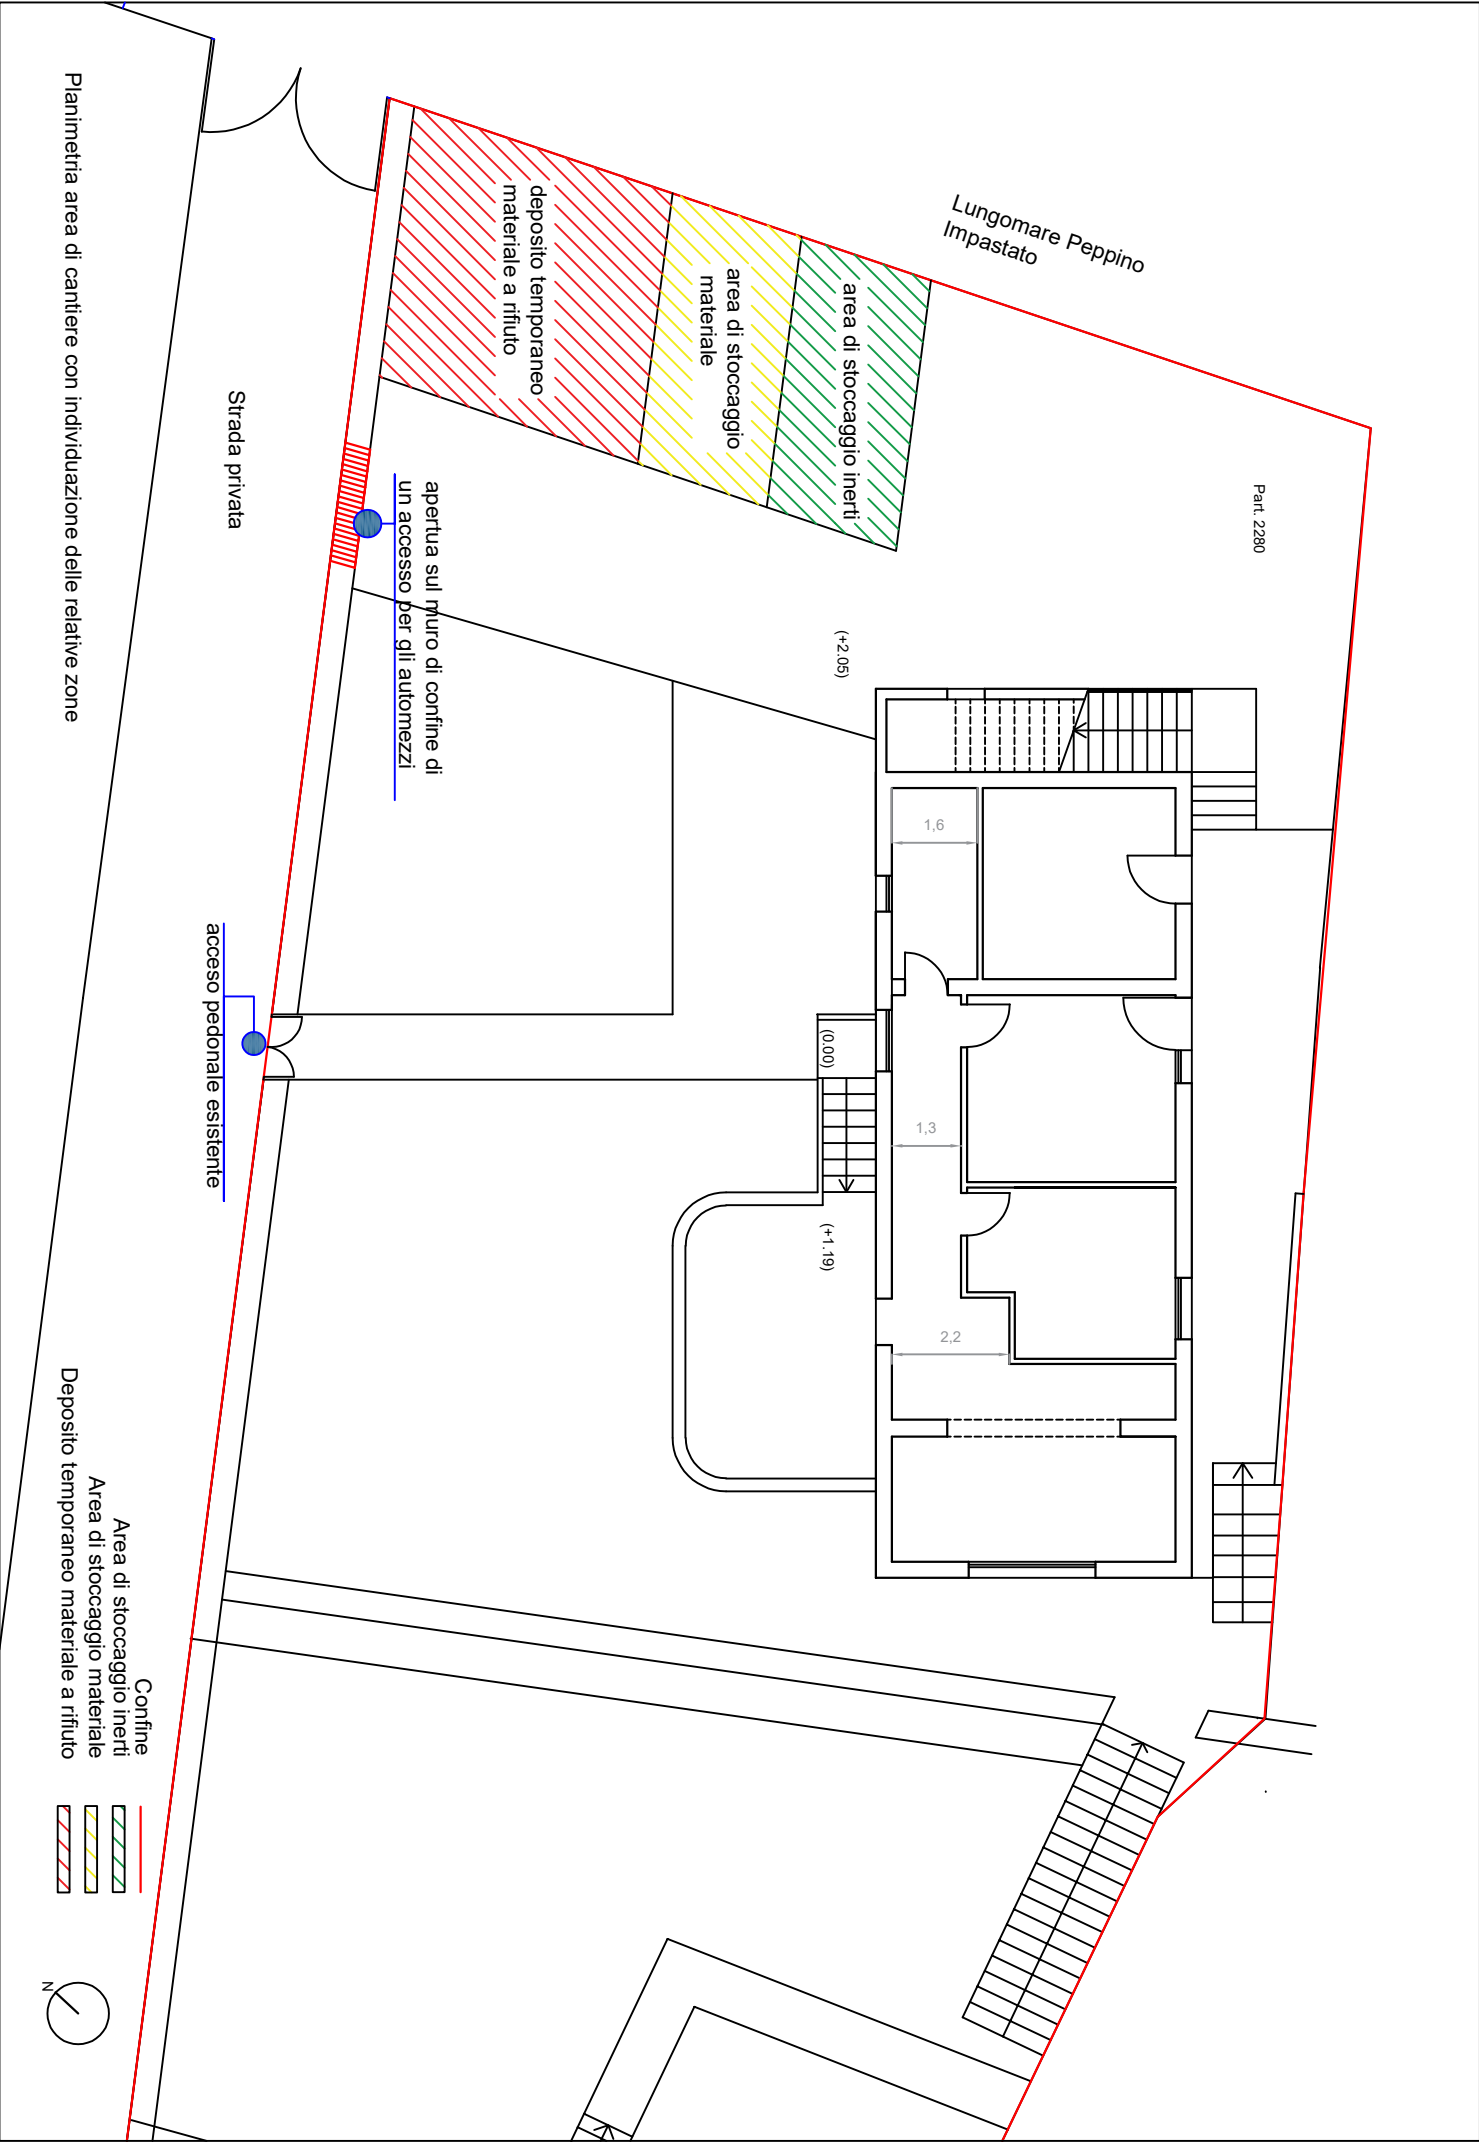 Lungomare Peppino
Impastato
Part. 2280
area di stoccaggio inerti
area di stoccaggio
materiale
deposito temporaneo
materiale a rifiuto
(+2.05)
apertua sul muro di confine di
un accesso per gli automezzi
Strada privata
1,6
(0.00)
1,3
(+1.19)
2,2
acceso pedonale esistente
Planimetria area di cantiere con individuazione delle relative zone
Confine
Area di stoccaggio inerti
Area di stoccaggio materiale
Deposito temporaneo materiale a rifiuto
N